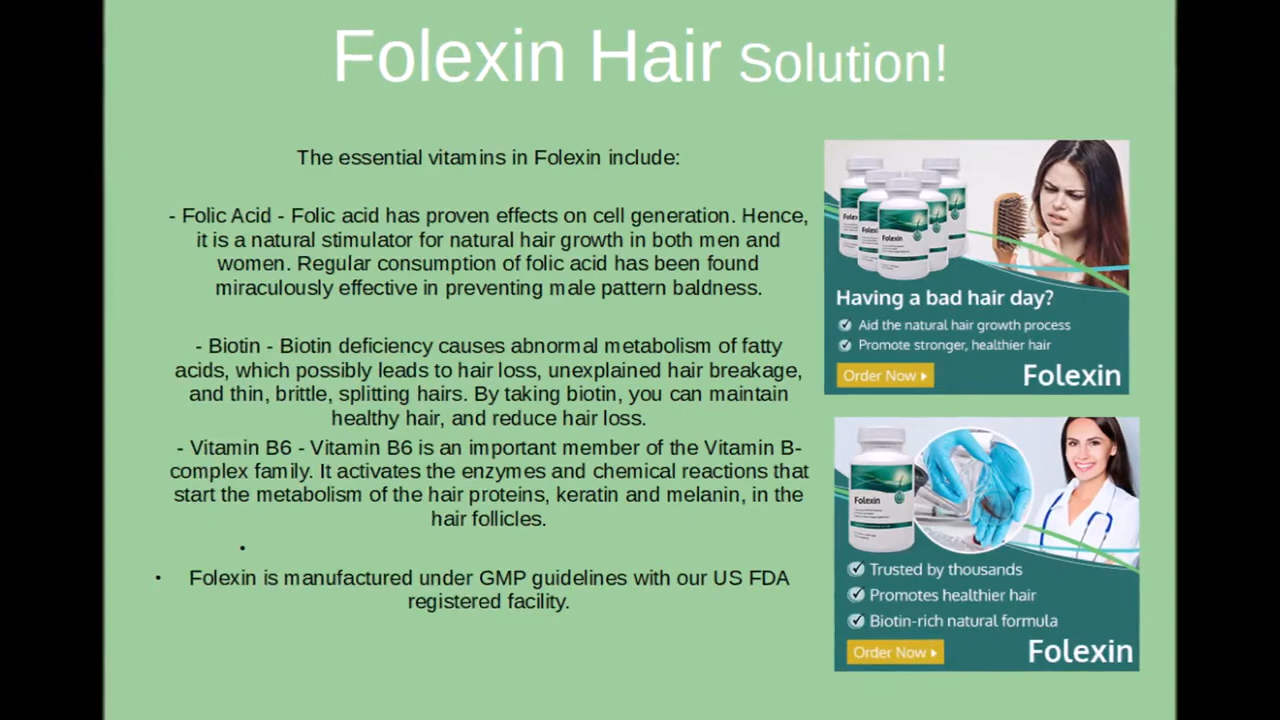 Folexin Hair Solution!
The essential vitamins in Folexin include:
- Folic Acid - Folic acid has proven effects on cell generation. Hence,
it is a natural stimulator for natural hair growth in both men and
women. Regular consumption of folic acid has been found
miraculously effective in preventing male pattern baldness.
- Biotin - Biotin deficiency causes abnormal metabolism of fatty
acids, which possibly leads to hair loss, unexplained hair breakage,
and thin, brittle, splitting hairs. By taking biotin, you can maintain
healthy hair, and reduce hair loss.
- Vitamin B6 - Vitamin B6 is an important member of the Vitamin B-
complex family. It activates the enzymes and chemical reactions that
start the metabolism of the hair proteins, keratin and melanin, in the
hair follicles.
•
• Folexin is manufactured under GMP guidelines with our US FDA
registered facility.
Folexin
Having a bad hair day?
Aid the natural hair growth process
Promote stronger, healthier hair
Order Now
Folexin
Folexin
Trusted by thousands
Promotes healthier hair
Biotin-rich natural formula
Order Now
Folexin